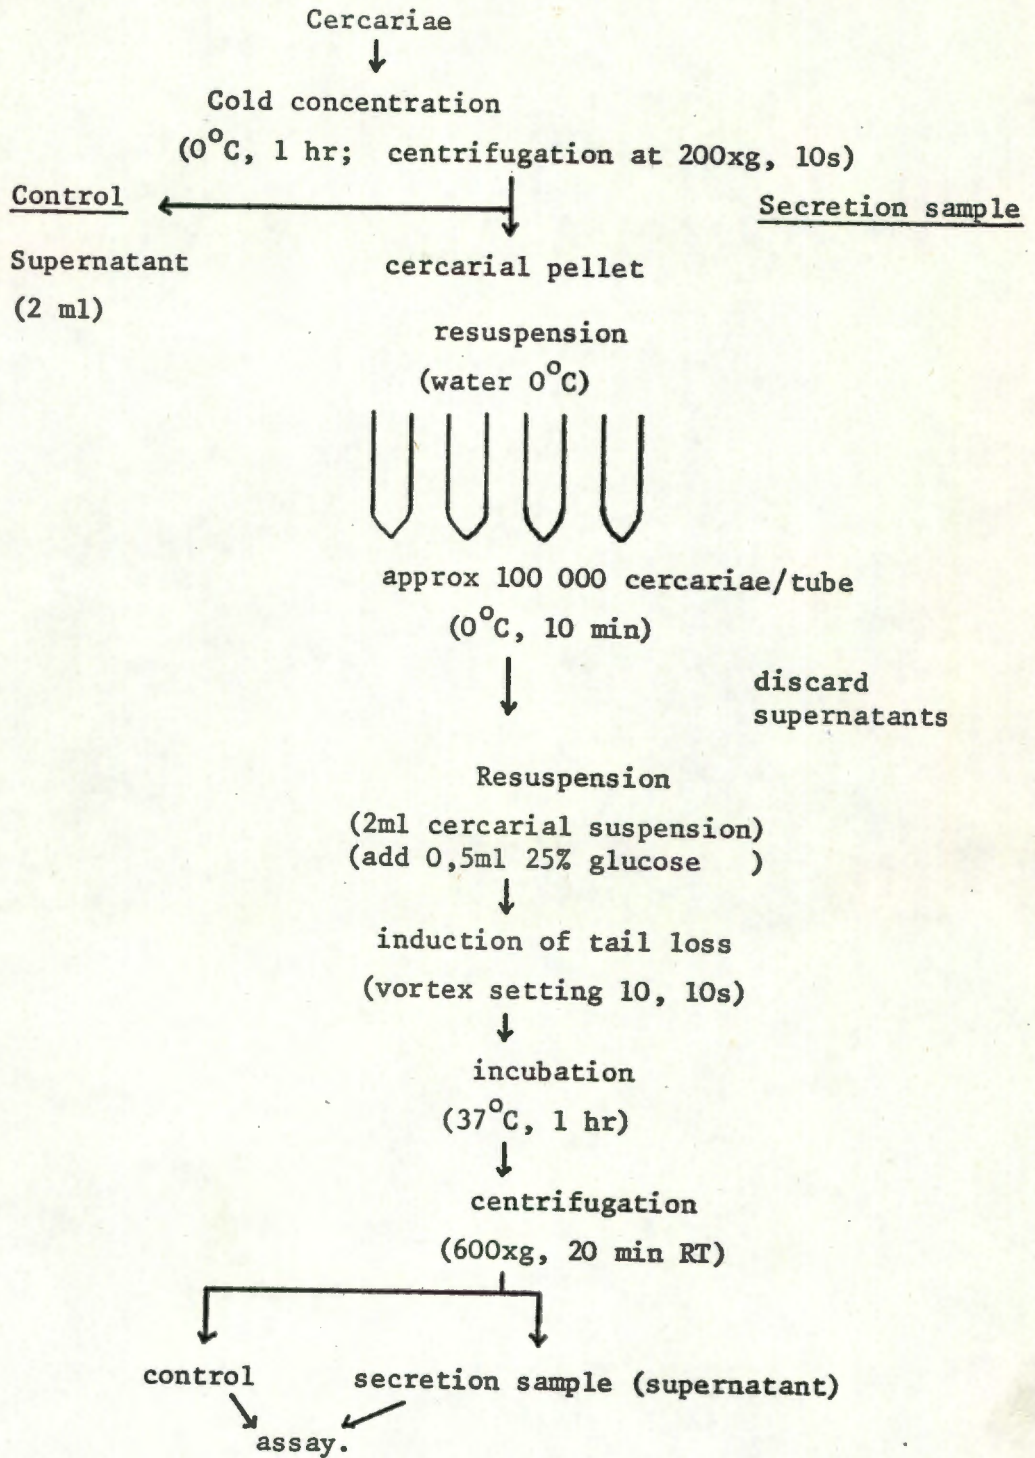 Cercariae
Cold concentration
(0°C, 1 hr; centrifugation at 200xg, 10s)
Control
Secretion sample
Supernatant
(2 ml)
cercarial pellet
resuspension
(water 0°C)
approx 100 000 cercariae/tube
(0°C, 10 min)
discard
supernatants
Resuspension
(2ml cercarial suspension)
(add 0,5ml 25% glucose )
induction of tail loss
(vortex setting 10, 10s)
incubation
(37°C, 1 hr)
centrifugation
(600xg, 20 min RT)
control
secretion sample (supernatant)
assay.